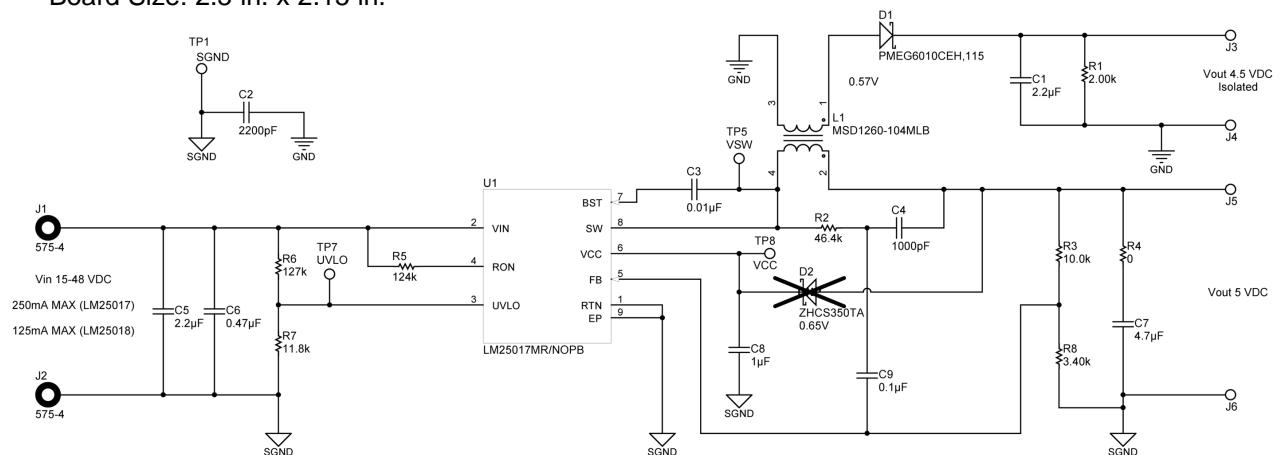 Board Size: 2.5 in. x 2.15 in.
TP1
SGND
C2
2200pF
SGND
GND
GND
3
1
4
2
L1
MSD1260-104MLB
D1
PMEG6010CEH,115
0.57V
C1
2.2µF
R1
2.00k
J3
Vout 4.5 VDC
Isolated
J4
GND
TP5
VSW
C3
0.01µF
U1
BST
7
VIN
2
SW
8
RON
4
VCC
6
FB
5
UVLO
3
RTN
1
EP
9
LM25017MR/NOPB
J1
575-4
Vin 15-48 VDC
250mA MAX (LM25017)
125mA MAX (LM25018)
J2
575-4
C5
2.2µF
C6
0.47µF
R6
127k
R7
11.8k
TP7
UVLO
R5
124k
SGND
SGND
R2
46.4k
C4
1000pF
TP8
VCC
D2
ZHCS350TA
0.65V
C8
1µF
SGND
C9
0.1µF
R3
10.0k
R8
3.40k
R4
0
C7
4.7µF
J5
Vout 5 VDC
J6
SGND